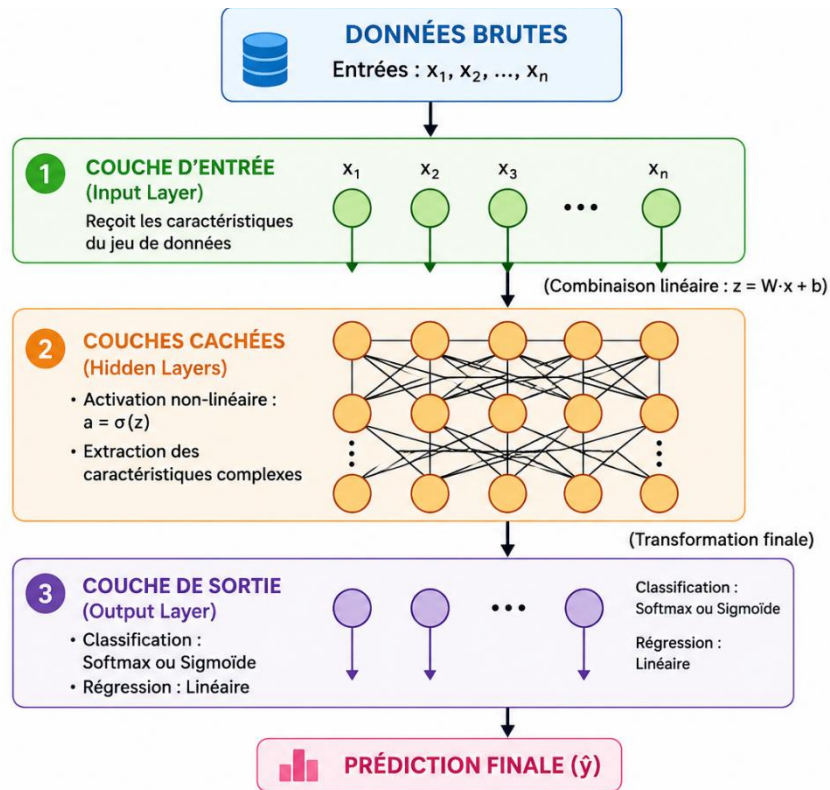 DONNÉES BRUTES
Entrées : x₁, x₂, ..., xₙ
1
COUCHE D'ENTRÉE
(Input Layer)
Reçoit les caractéristiques
du jeu de données
x₁ x₂ x₃ ... xₙ
(Combinaison linéaire : z = W·x + b)
2
COUCHES CACHÉES
(Hidden Layers)
• Activation non-linéaire :
a = σ(z)
• Extraction des
caractéristiques complexes
(Transformation finale)
3
COUCHE DE SORTIE
(Output Layer)
• Classification :
Softmax ou Sigmoïde
• Régression : Linéaire
Classification :
Softmax ou Sigmoïde
Régression :
Linéaire
PRÉDICTION FINALE (ŷ)